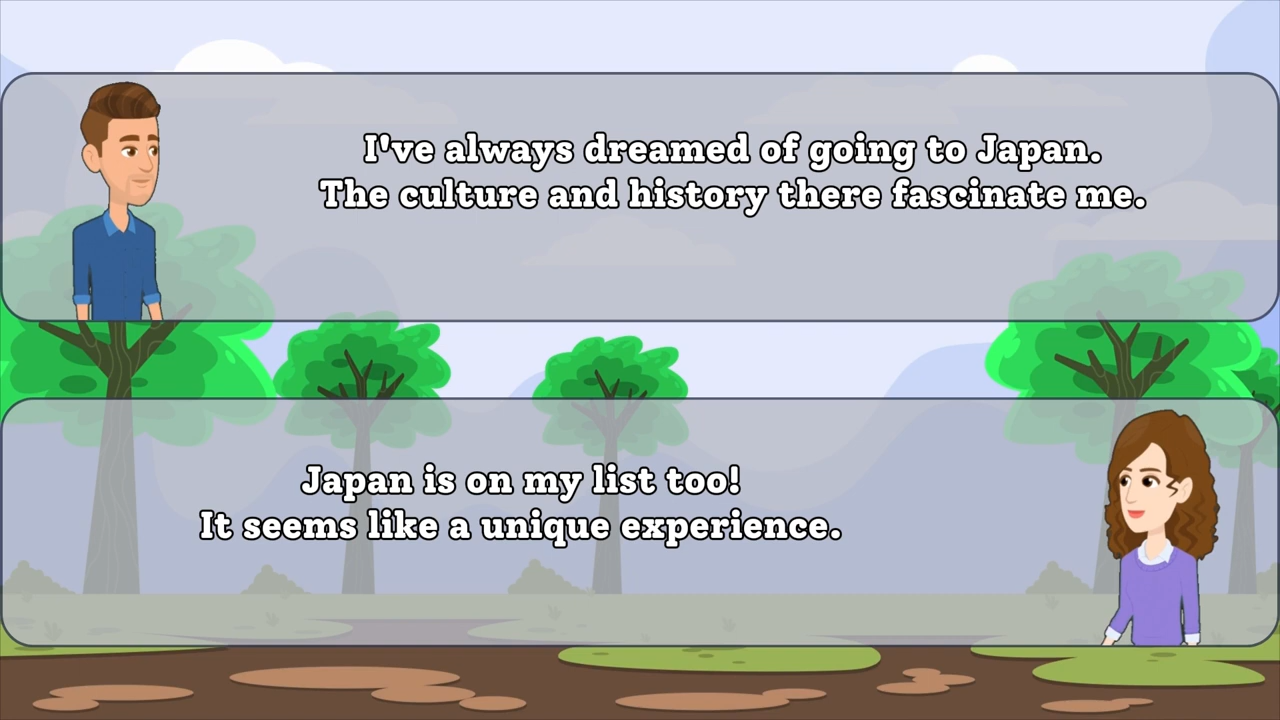 I've always dreamed of going to Japan.
The culture and history there fascinate me.
Japan is on my list too!
It seems like a unique experience.